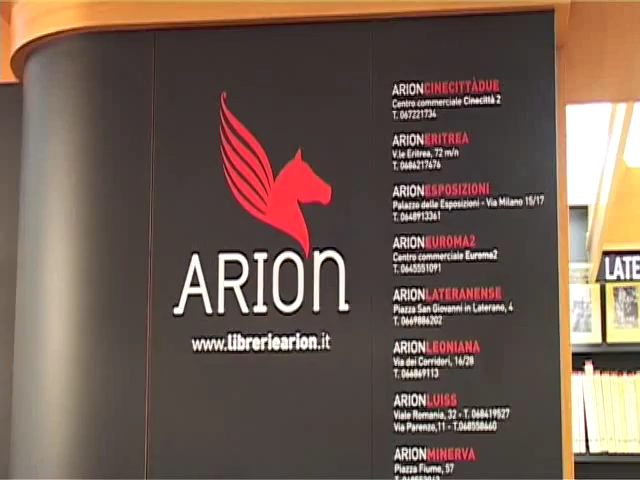 ARION
www.libreriearion.it
ARIONCINECITTÀDUE
Centro commerciale Cinecittà 2
T. 067221734
ARIONERITREA
V.le Eritrea, 72 m/n
T. 0686217676
ARIONESPOSIZIONI
Palazzo delle Esposizioni - Via Milano 15/17
T. 0648913361
ARIONEUROMA2
Centro commerciale Euroma2
T. 0645551091
ARIONLATERANENSE
Piazza San Giovanni in Laterano, 4
T. 0669886202
ARIONLEONIANA
Via dei Corridori, 16/28
T. 066869113
ARIONLUISS
Viale Romania, 32 - T. 068419527
Via Parenzo,11 - T.068558660
ARIONMINERVA
Piazza Fiume, 57
LATE